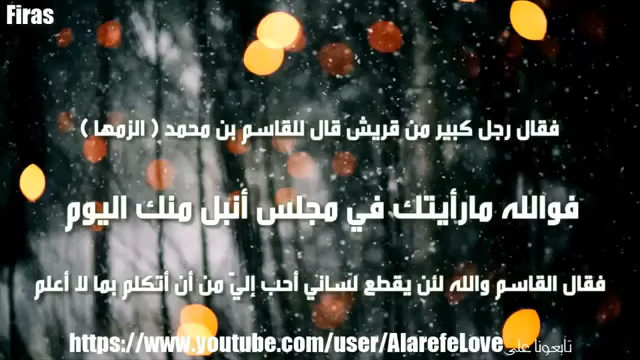 Firas
فقال رجل كبير من قريش قال للقاسم بن محمد ( الزمها )
فوالله مارأيتك في مجلس أنبل منك اليوم
فقال القاسم والله لئن يقطع لساني أحب إليّ من أن أتكلم بما لا أعلم
تابعونا على https://www.youtube.com/user/AlarefeLove